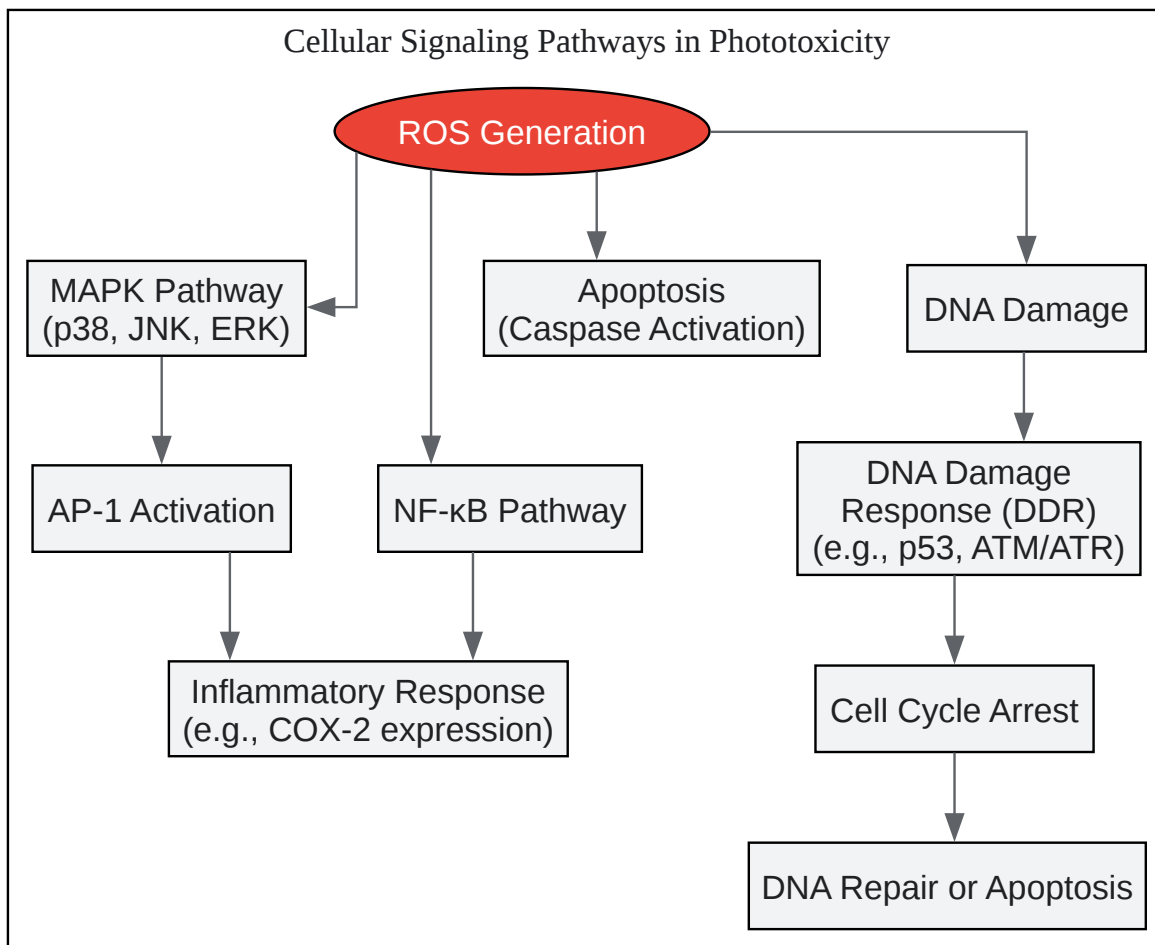 Cellular Signaling Pathways in Phototoxicity
ROS Generation
MAPK Pathway
(p38, JNK, ERK)
Apoptosis
(Caspase Activation)
DNA Damage
AP-1 Activation
NF-κB Pathway
DNA Damage
Response (DDR)
(e.g., p53, ATM/ATR)
Inflammatory Response
(e.g., COX-2 expression)
Cell Cycle Arrest
DNA Repair or Apoptosis